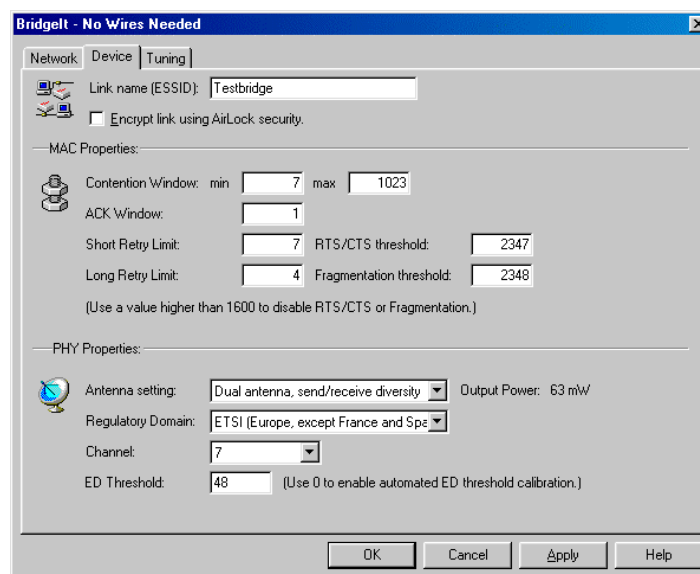 BridgeIt - No Wires Needed
Network Device Tuning
Link name (ESSID): Testbridge
Encrypt link using AirLock security.
MAC Properties:
Contention Window: min 7 max 1023
ACK Window: 1
Short Retry Limit: 7 RTS/CTS threshold: 2347
Long Retry Limit: 4 Fragmentation threshold: 2348
(Use a value higher than 1600 to disable RTS/CTS or Fragmentation.)
PHY Properties:
Antenna setting: Dual antenna, send/receive diversity Output Power: 63 mW
Regulatory Domain: ETSI (Europe, except France and Spa
Channel: 7
ED Threshold: 48 (Use 0 to enable automated ED threshold calibration.)
OK Cancel Apply Help